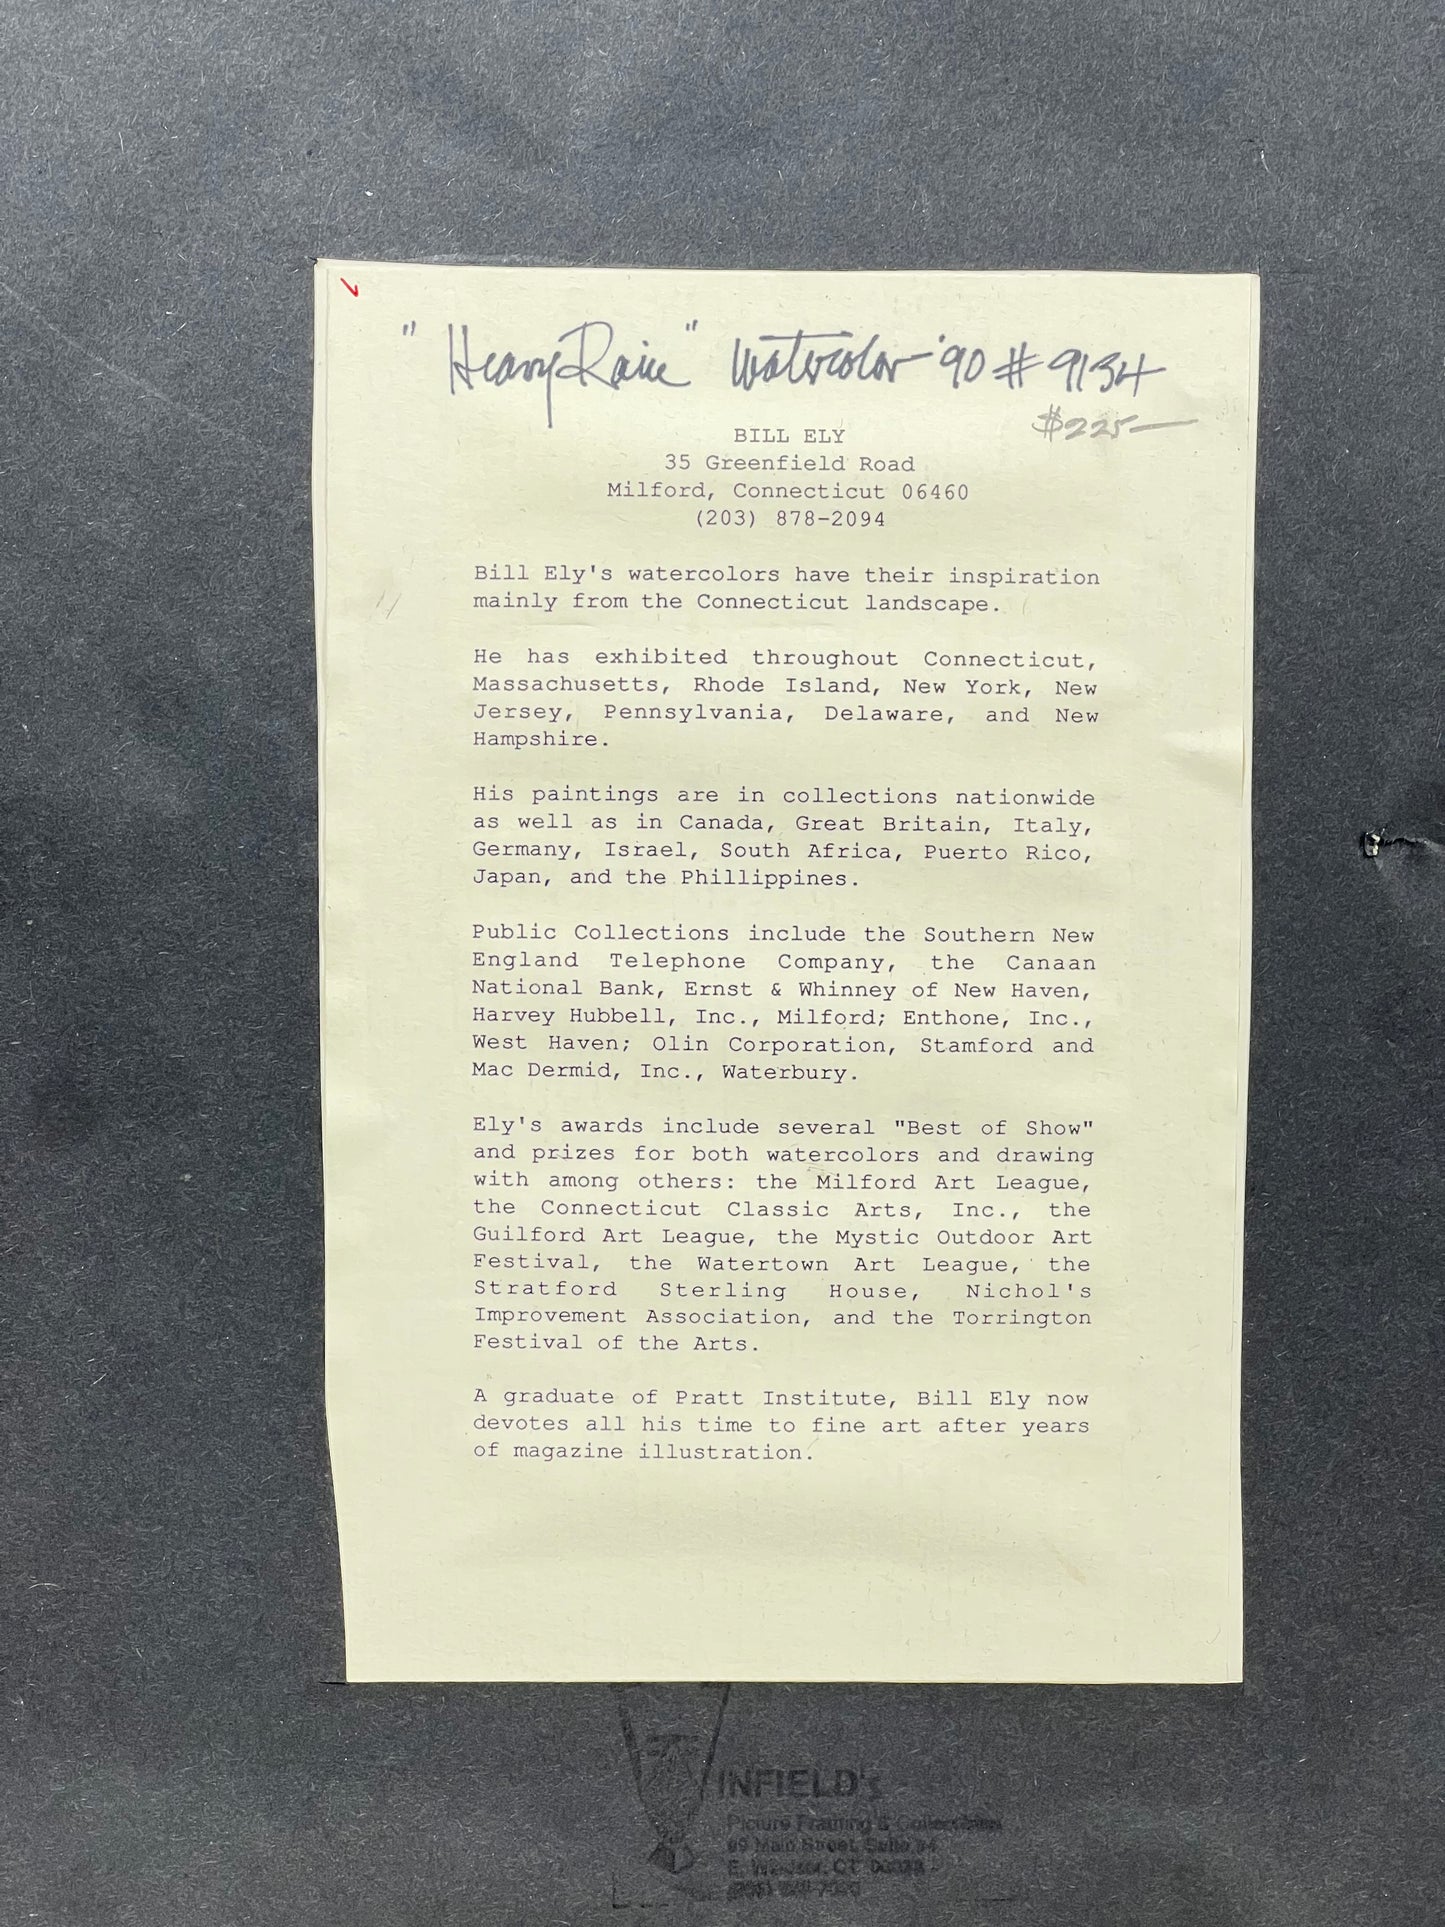 "Heavy Rain" Watercolor - '90 # 9134
$225—
BILL ELY
35 Greenfield Road
Milford, Connecticut 06460
(203) 878-2094
Bill Ely's watercolors have their inspiration
mainly from the Connecticut landscape.
He has exhibited throughout Connecticut,
Massachusetts, Rhode Island, New York, New
Jersey, Pennsylvania, Delaware, and New
Hampshire.
His paintings are in collections nationwide
as well as in Canada, Great Britain, Italy,
Germany, Israel, South Africa, Puerto Rico,
Japan, and the Phillippines.
Public Collections include the Southern New
England Telephone Company, the Canaan
National Bank, Ernst & Whinney of New Haven,
Harvey Hubbell, Inc., Milford; Enthone, Inc.,
West Haven; Olin Corporation, Stamford and
Mac Dermid, Inc., Waterbury.
Ely's awards include several "Best of Show"
and prizes for both watercolors and drawing
with among others: the Milford Art League,
the Connecticut Classic Arts, Inc., the
Guilford Art League, the Mystic Outdoor Art
Festival, the Watertown Art League, the
Stratford Sterling House, Nichol's
Improvement Association, and the Torrington
Festival of the Arts.
A graduate of Pratt Institute, Bill Ely now
devotes all his time to fine art after years
of magazine illustration.
INFIELD's
Picture Framing & Collectibles
Main Street, Suite
E. Windsor, CT